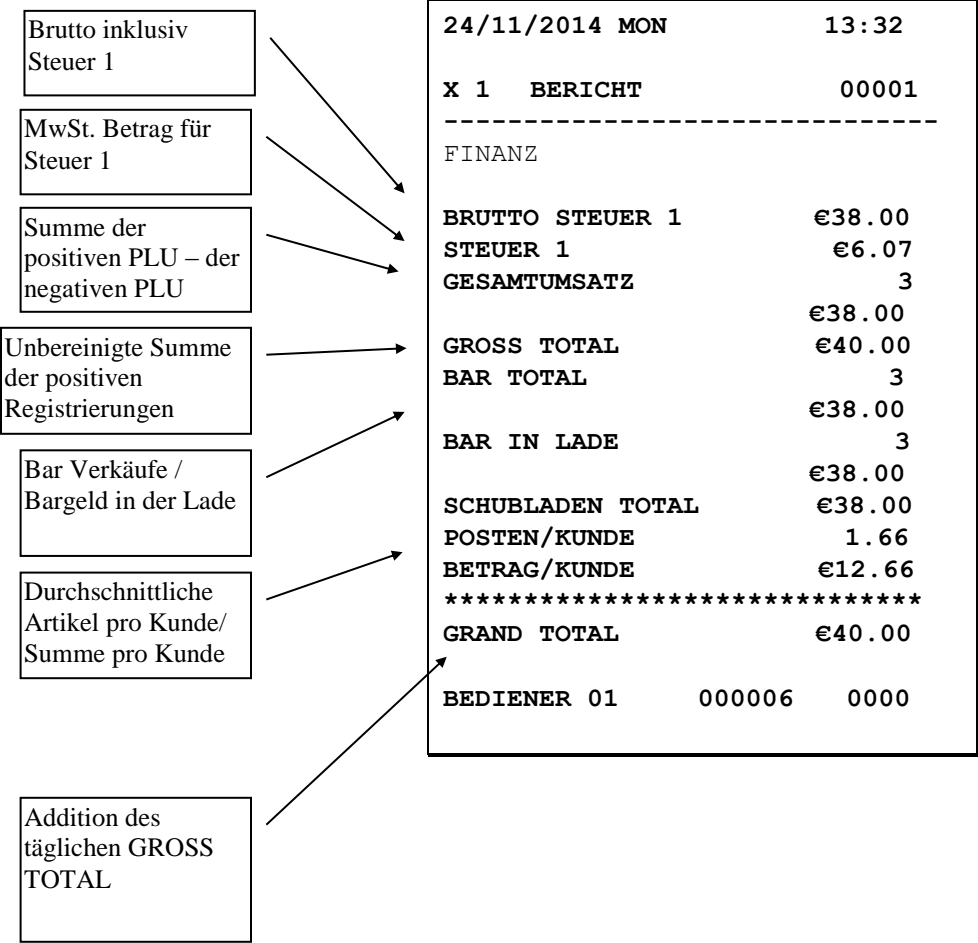 Brutto inklusiv
Steuer 1
MwSt. Betrag für
Steuer 1
Summe der
positiven PLU – der
negativen PLU
Unbereinigte Summe
der positiven
Registrierungen
Bar Verkäufe /
Bargeld in der Lade
Durchschnittliche
Artikel pro Kunde/
Summe pro Kunde
Addition des
täglichen GROSS
TOTAL
24/11/2014 MON 13:32
X 1 BERICHT 00001
-------------------------------
FINANZ
BRUTTO STEUER 1 €38.00
STEUER 1 €6.07
GESAMTUMSATZ 3
€38.00
GROSS TOTAL €40.00
BAR TOTAL 3
€38.00
BAR IN LADE 3
€38.00
SCHUBLADEN TOTAL €38.00
POSTEN/KUNDE 1.66
BETRAG/KUNDE €12.66
******************************
GRAND TOTAL €40.00
BEDIENER 01 000006 0000